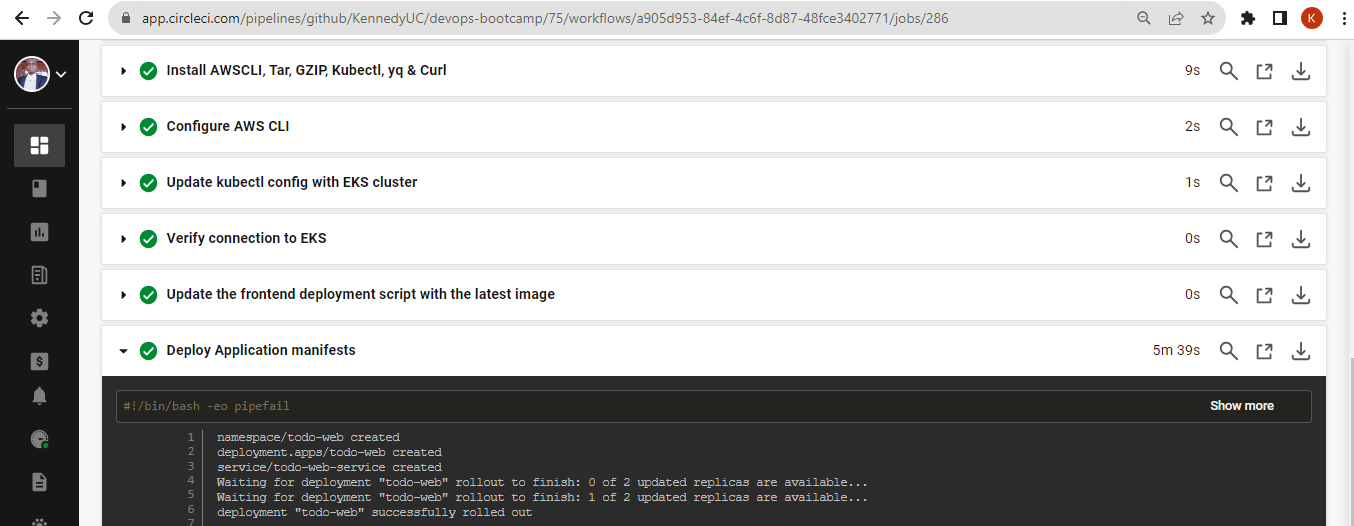 app.circleci.com/pipelines/github/KennedyUC/devops-bootcamp/75/workflows/a905d953-84ef-4c6f-8d87-48fce3402771/jobs/286
K
Install AWSCLI, Tar, GZIP, Kubectl, yq & Curl 9s
Configure AWS CLI 2s
Update kubectl config with EKS cluster 1s
Verify connection to EKS 0s
Update the frontend deployment script with the latest image 0s
Deploy Application manifests 5m 39s
#!/bin/bash -eo pipefail Show more
1 namespace/todo-web created
2 deployment.apps/todo-web created
3 service/todo-web-service created
4 Waiting for deployment "todo-web" rollout to finish: 0 of 2 updated replicas are available...
5 Waiting for deployment "todo-web" rollout to finish: 1 of 2 updated replicas are available...
6 deployment "todo-web" successfully rolled out
7